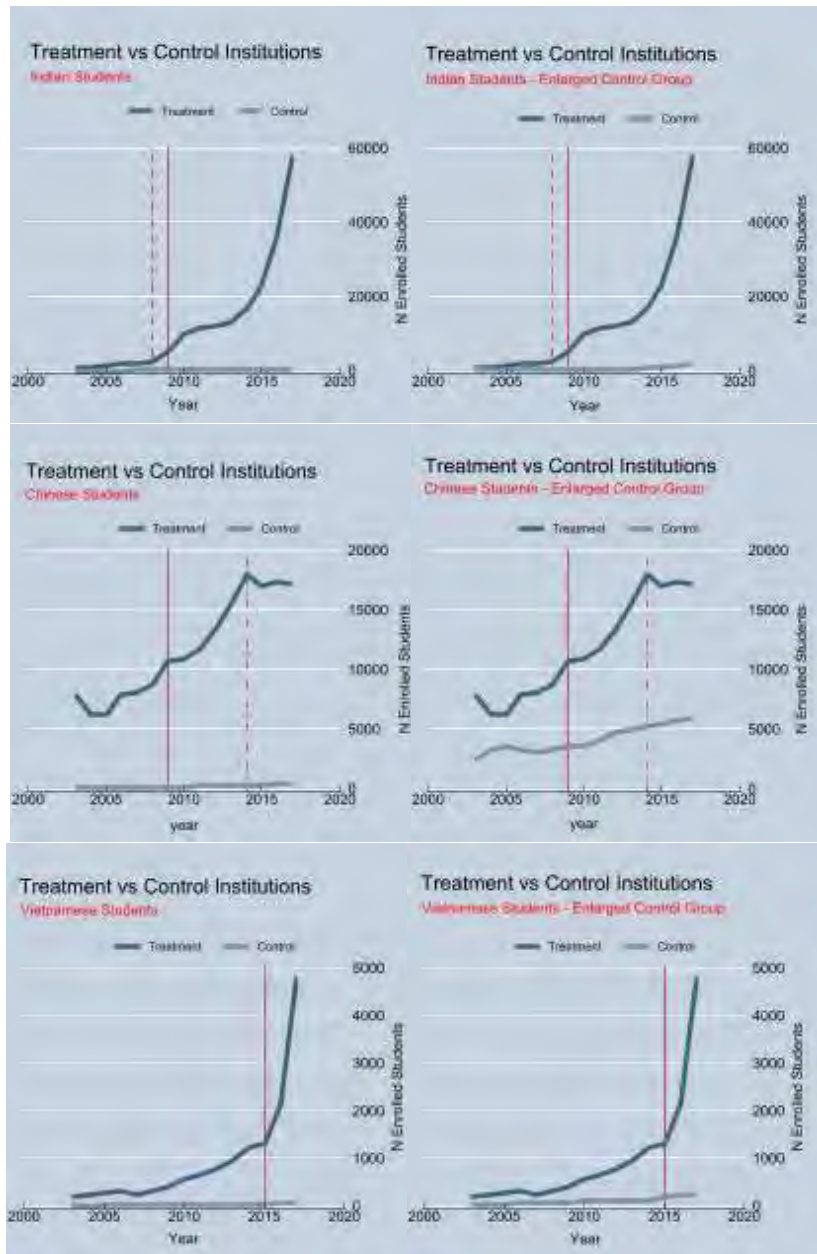 Treatment vs Control Institutions
Indian Students
Treatment Control
60000
40000
20000
0
N Enrolled Students
2000 2005 2010 2015 2020
Year
Treatment vs Control Institutions
Indian Students - Enlarged Control Group
Treatment Control
60000
40000
20000
0
N Enrolled Students
2000 2005 2010 2015 2020
Year
Treatment vs Control Institutions
Chinese Students
Treatment Control
20000
15000
10000
5000
0
N Enrolled Students
2000 2005 2010 2015 2020
year
Treatment vs Control Institutions
Chinese Students - Enlarged Control Group
Treatment Control
20000
15000
10000
5000
0
N Enrolled Students
2000 2005 2010 2015 2020
year
Treatment vs Control Institutions
Vietnamese Students
Treatment Control
5000
4000
3000
2000
1000
0
N Enrolled Students
2000 2005 2010 2015 2020
Year
Treatment vs Control Institutions
Vietnamese Students - Enlarged Control Group
Treatment Control
5000
4000
3000
2000
1000
0
N Enrolled Students
2000 2005 2010 2015 2020
Year